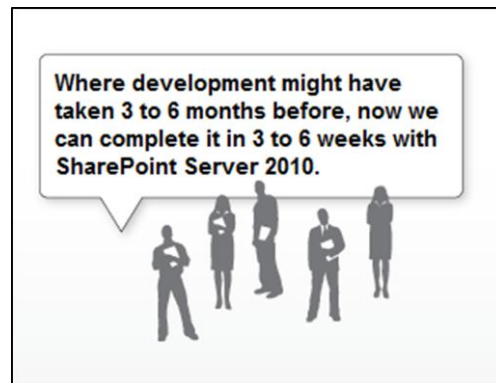 Where development might have
taken 3 to 6 months before, now we
can complete it in 3 to 6 weeks with
SharePoint Server 2010.